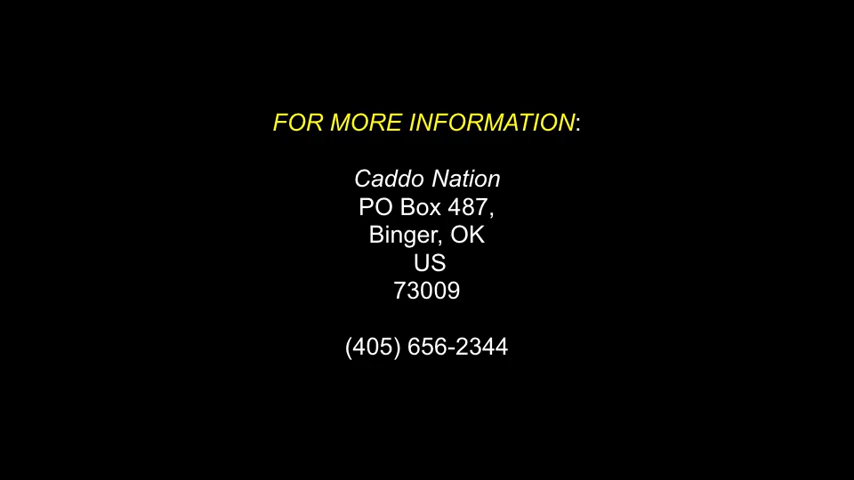 FOR MORE INFORMATION:
Caddo Nation
PO Box 487,
Binger, OK
US
73009
(405) 656-2344